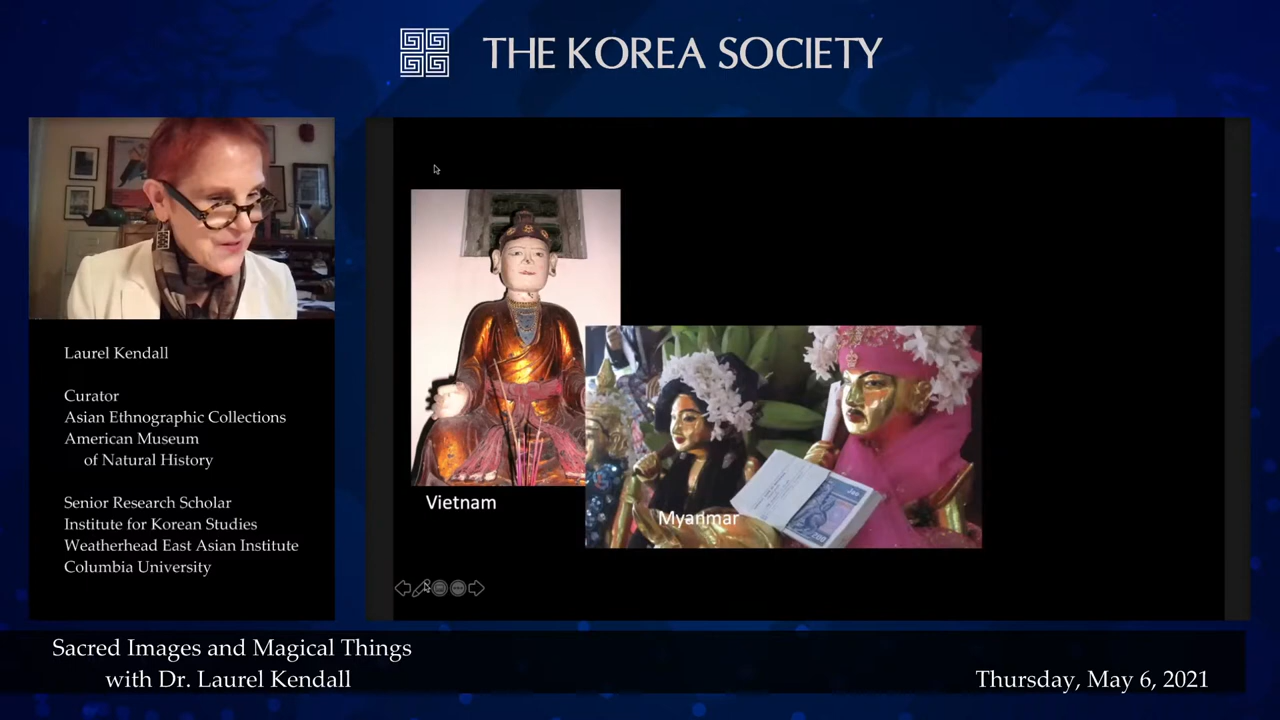 THE KOREA SOCIETY
Laurel Kendall
Curator
Asian Ethnographic Collections
American Museum
of Natural History
Senior Research Scholar
Institute for Korean Studies
Weatherhead East Asian Institute
Columbia University
Vietnam
Myanmar
200
200
Sacred Images and Magical Things
with Dr. Laurel Kendall
Thursday, May 6, 2021